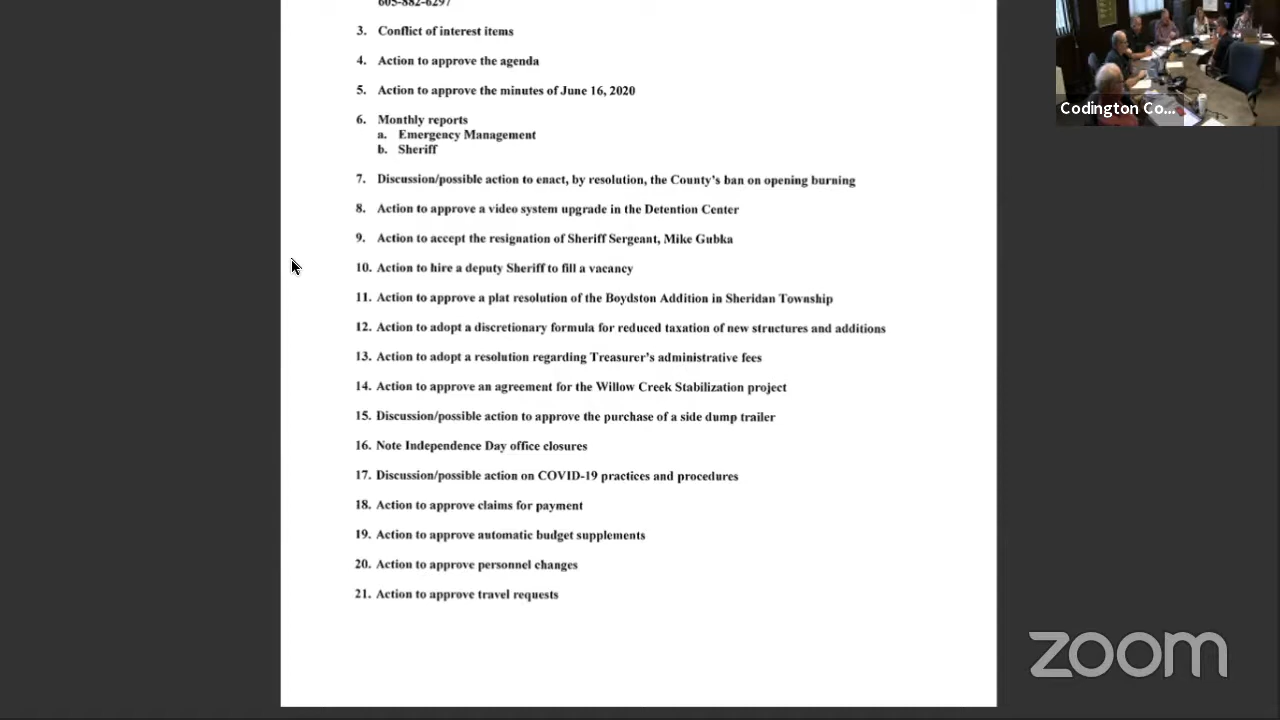 605-882-6297
3. Conflict of interest items
4. Action to approve the agenda
5. Action to approve the minutes of June 16, 2020
6. Monthly reports
a. Emergency Management
b. Sheriff
7. Discussion/possible action to enact, by resolution, the County's ban on opening burning
8. Action to approve a video system upgrade in the Detention Center
9. Action to accept the resignation of Sheriff Sergeant, Mike Gubka
10. Action to hire a deputy Sheriff to fill a vacancy
11. Action to approve a plat resolution of the Boydston Addition in Sheridan Township
12. Action to adopt a discretionary formula for reduced taxation of new structures and additions
13. Action to adopt a resolution regarding Treasurer's administrative fees
14. Action to approve an agreement for the Willow Creek Stabilization project
15. Discussion/possible action to approve the purchase of a side dump trailer
16. Note Independence Day office closures
17. Discussion/possible action on COVID-19 practices and procedures
18. Action to approve claims for payment
19. Action to approve automatic budget supplements
20. Action to approve personnel changes
21. Action to approve travel requests
Codington Co...
zoom